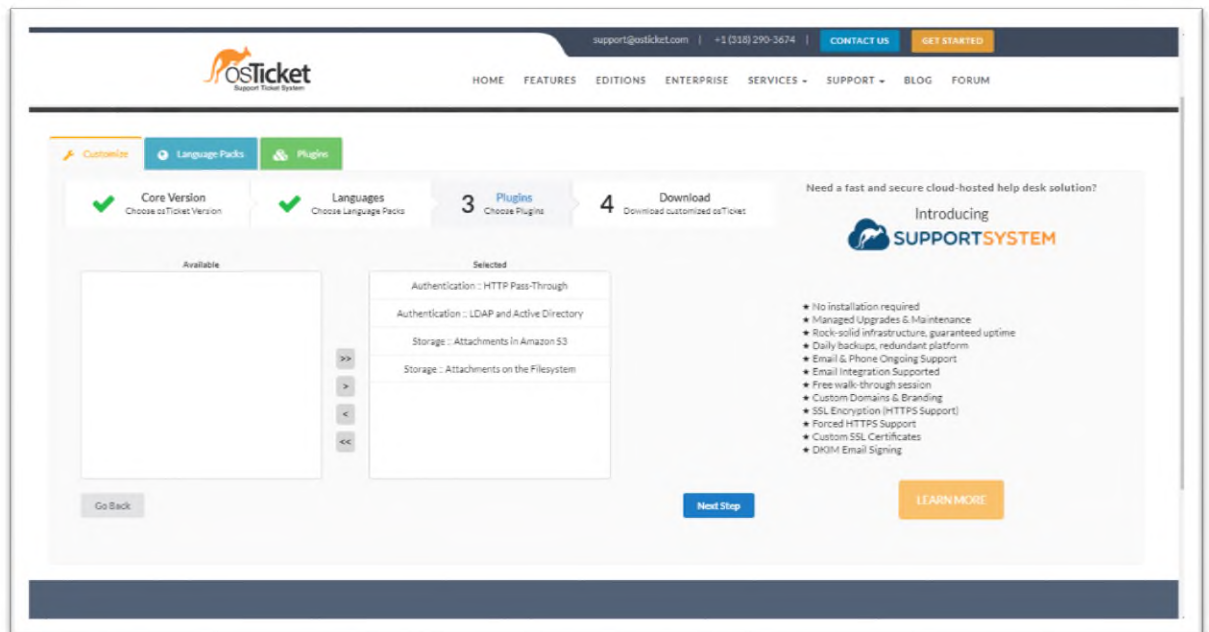 support@osticket.com | +1 (318) 290-3674 | CONTACT US GET STARTED
osTicket
Support Ticket System
HOME FEATURES EDITIONS ENTERPRISE SERVICES SUPPORT BLOG FORUM
Customize Language Packs Plugins
Core Version
Choose osTicket Version
Languages
Choose Language Packs
3 Plugins
Choose Plugins
4 Download
Download customized osTicket
Need a fast and secure cloud-hosted help desk solution?
Introducing
SUPPORTSYSTEM
Available
Selected
Authentication :: HTTP Pass-Through
Authentication :: LDAP and Active Directory
Storage :: Attachments in Amazon S3
Storage :: Attachments on the Filesystem
>>
>
<
<<
★ No installation required
★ Managed Upgrades & Maintenance
★ Rock-solid infrastructure, guaranteed uptime
★ Daily backups, redundant platform
★ Email & Phone Ongoing Support
★ Email Integration Supported
★ Free walk-through session
★ Custom Domains & Branding
★ SSL Encryption (HTTPS Support)
★ Forced HTTPS Support
★ Custom SSL Certificates
★ DKIM Email Signing
Go Back
Next Step
LEARN MORE